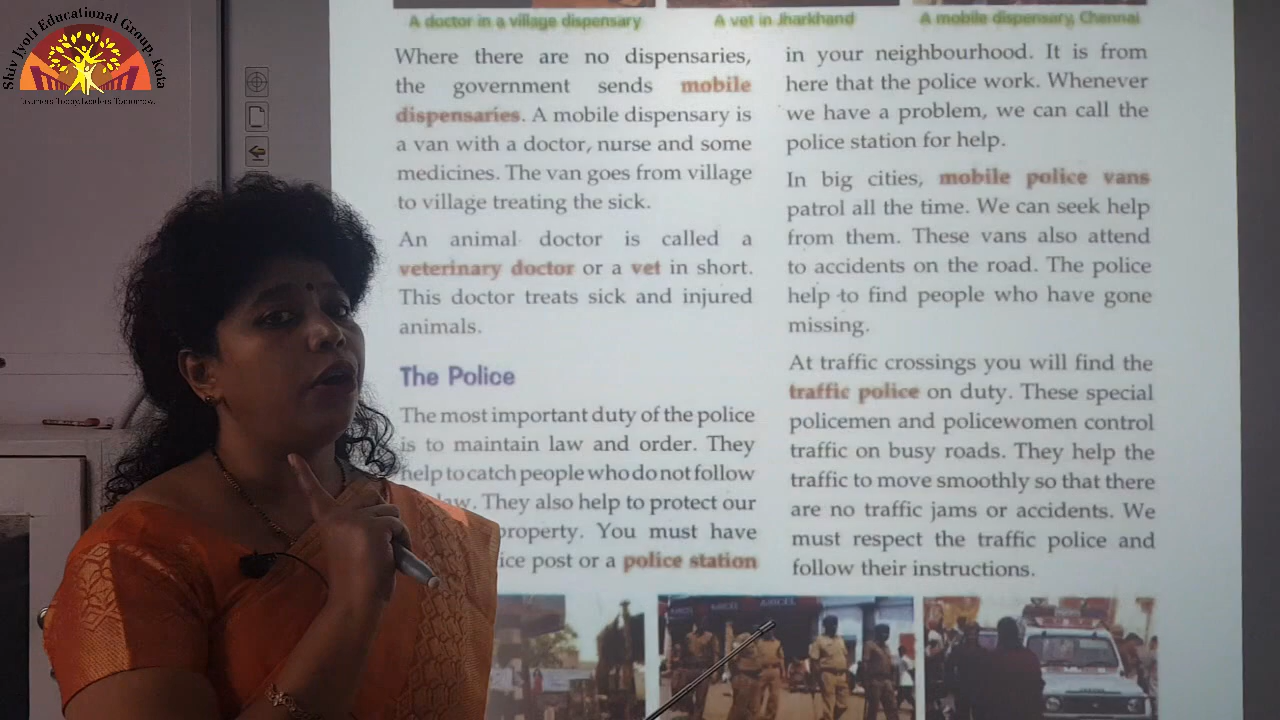 Shiv Jyoti Educational Group, Kota
Learners Today, Leaders Tomorrow.
A doctor in a village dispensary
A vet in Jharkhand
A mobile dispensary, Chennai
Where there are no dispensaries,
the government sends mobile
dispensaries. A mobile dispensary is
a van with a doctor, nurse and some
medicines. The van goes from village
to village treating the sick.
An animal doctor is called a
veterinary doctor or a vet in short.
This doctor treats sick and injured
animals.
The Police
The most important duty of the police
is to maintain law and order. They
help to catch people who do not follow
law. They also help to protect our
property. You must have
post or a police station
in your neighbourhood. It is from
here that the police work. Whenever
we have a problem, we can call the
police station for help.
In big cities, mobile police vans
patrol all the time. We can seek help
from them. These vans also attend
to accidents on the road. The police
help to find people who have gone
missing.
At traffic crossings you will find the
traffic police on duty. These special
policemen and policewomen control
traffic on busy roads. They help the
traffic to move smoothly so that there
are no traffic jams or accidents. We
must respect the traffic police and
follow their instructions.